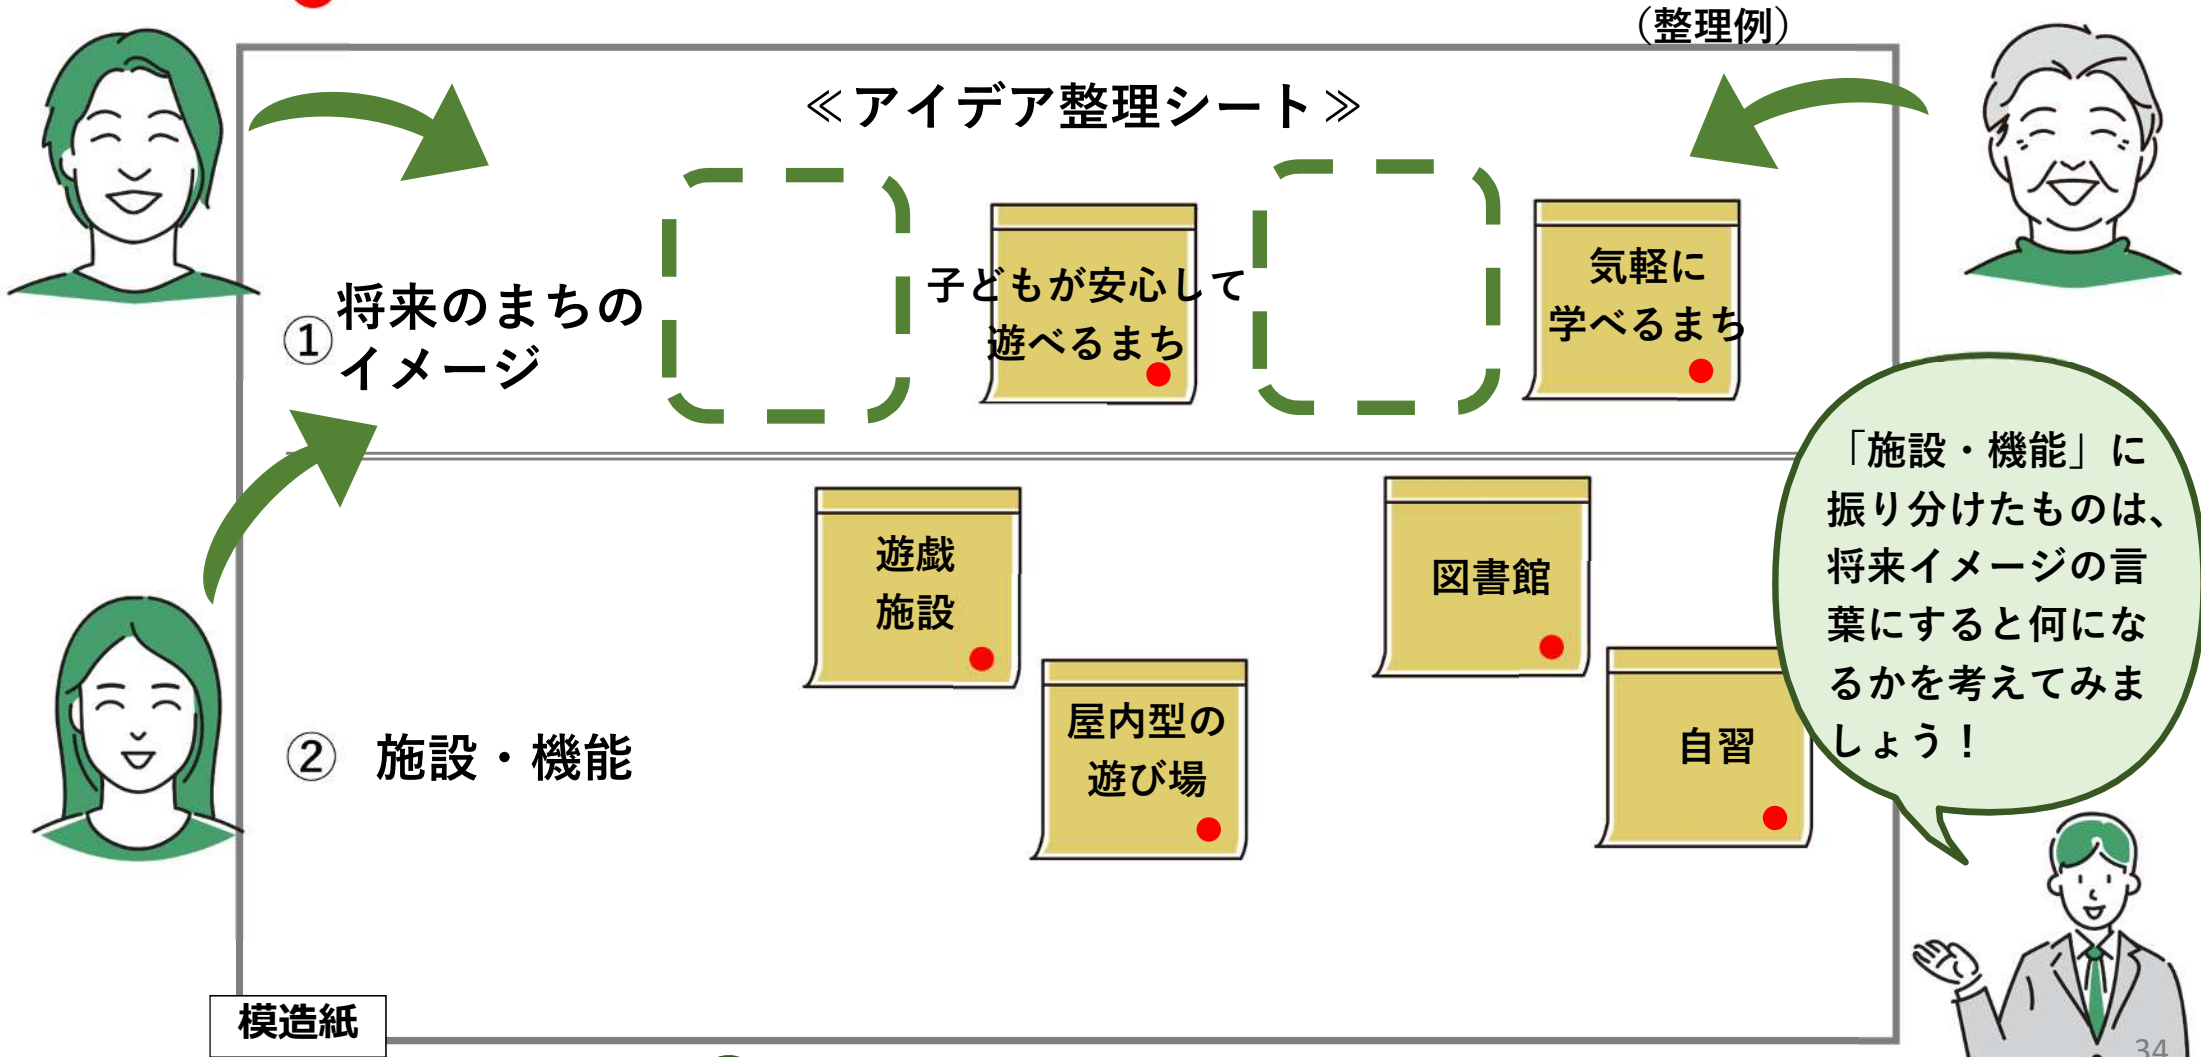 （整理例）
≪アイデア整理シート≫
① 将来のまちの
イメージ
子どもが安心して
遊べるまち
気軽に
学べるまち
「施設・機能」に
振り分けたものは、
将来イメージの言
葉にすると何にな
るかを考えてみま
しょう！
② 施設・機能
遊戯
施設
屋内型の
遊び場
図書館
自習
模造紙
34